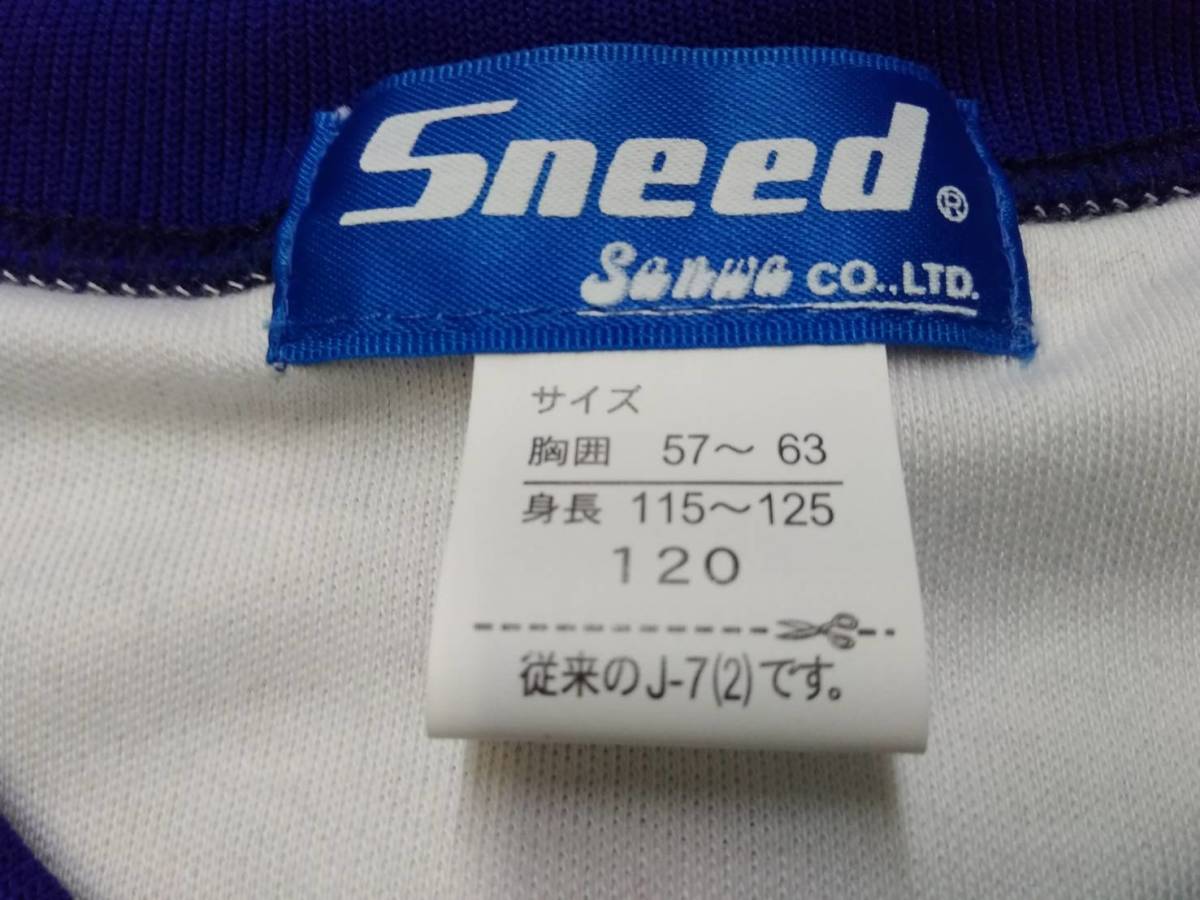 Sneed®
Sanwa CO.,LTD.
サイズ
胸囲 57～ 63
身長 115～125
120
従来のJ-7(2)です。